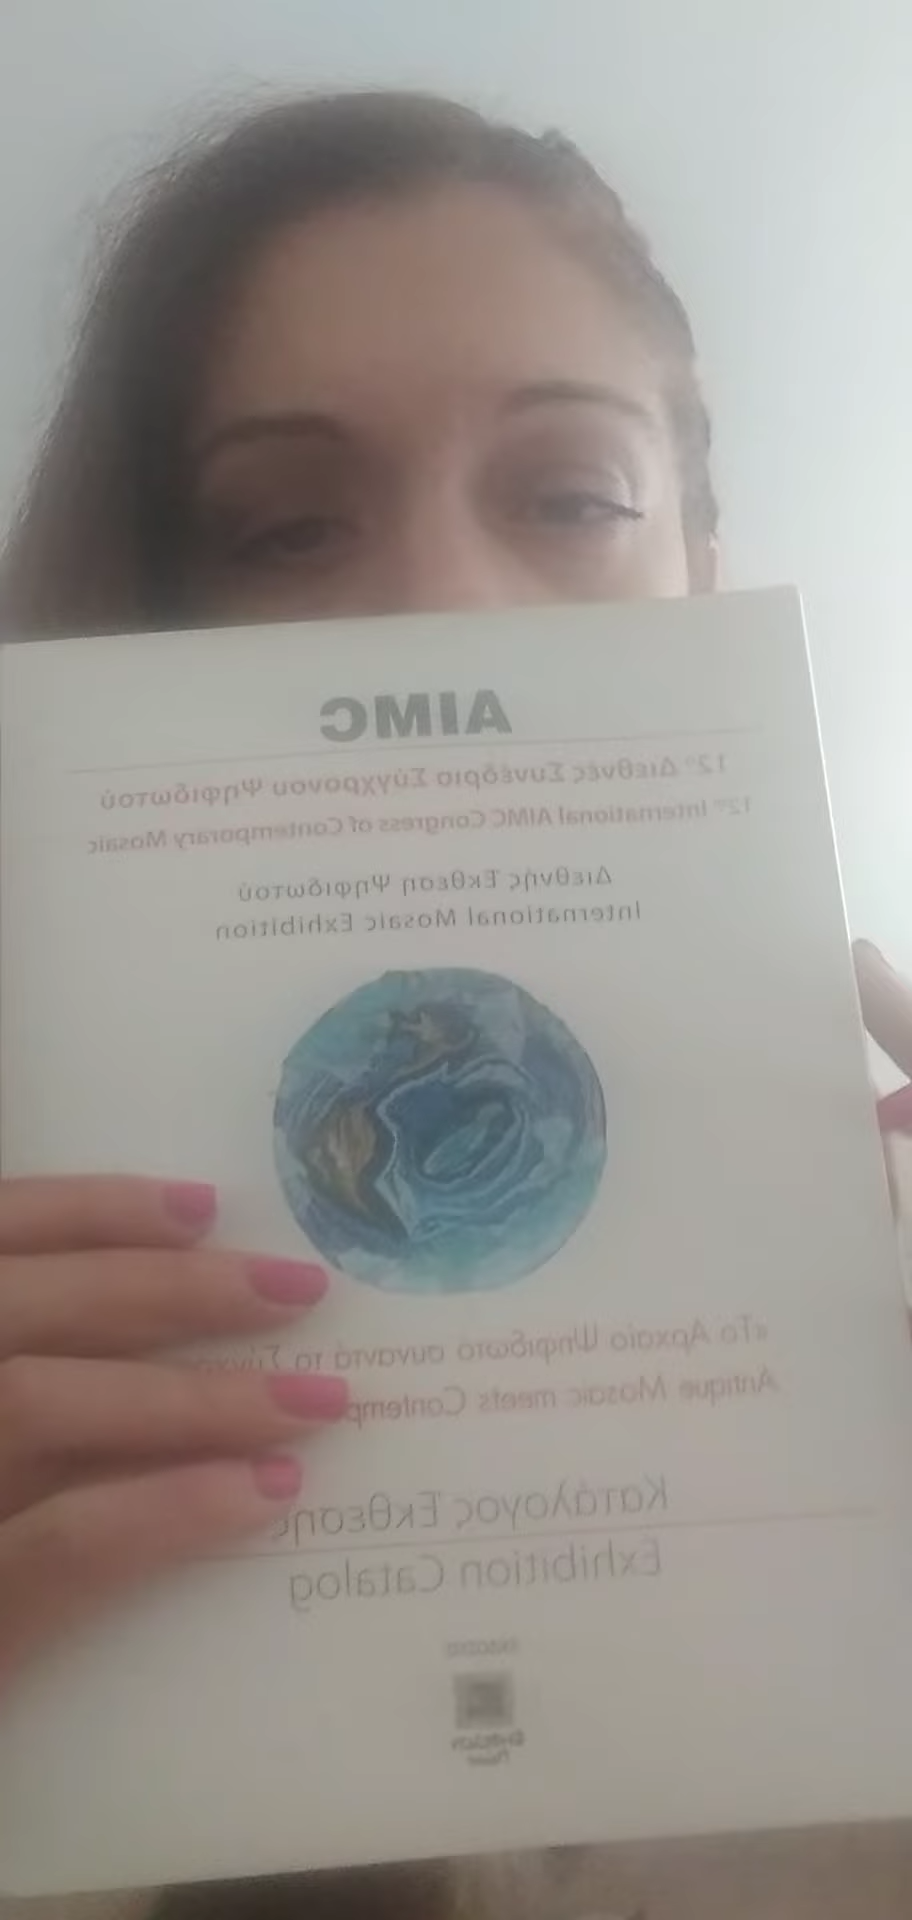 AIMC
12º Διεθνές Συνέδριο Σύγχρονου Ψηφιδωτού
12th International AIMC Congress of Contemporary Mosaic
Διεθνής Έκθεση Ψηφιδωτού
International Mosaic Exhibition
«Το Αρχαίο Ψηφιδωτό συναντά το
Antique Mosaic meets
Κατάλογος Έκθεσης
Exhibition Catalog